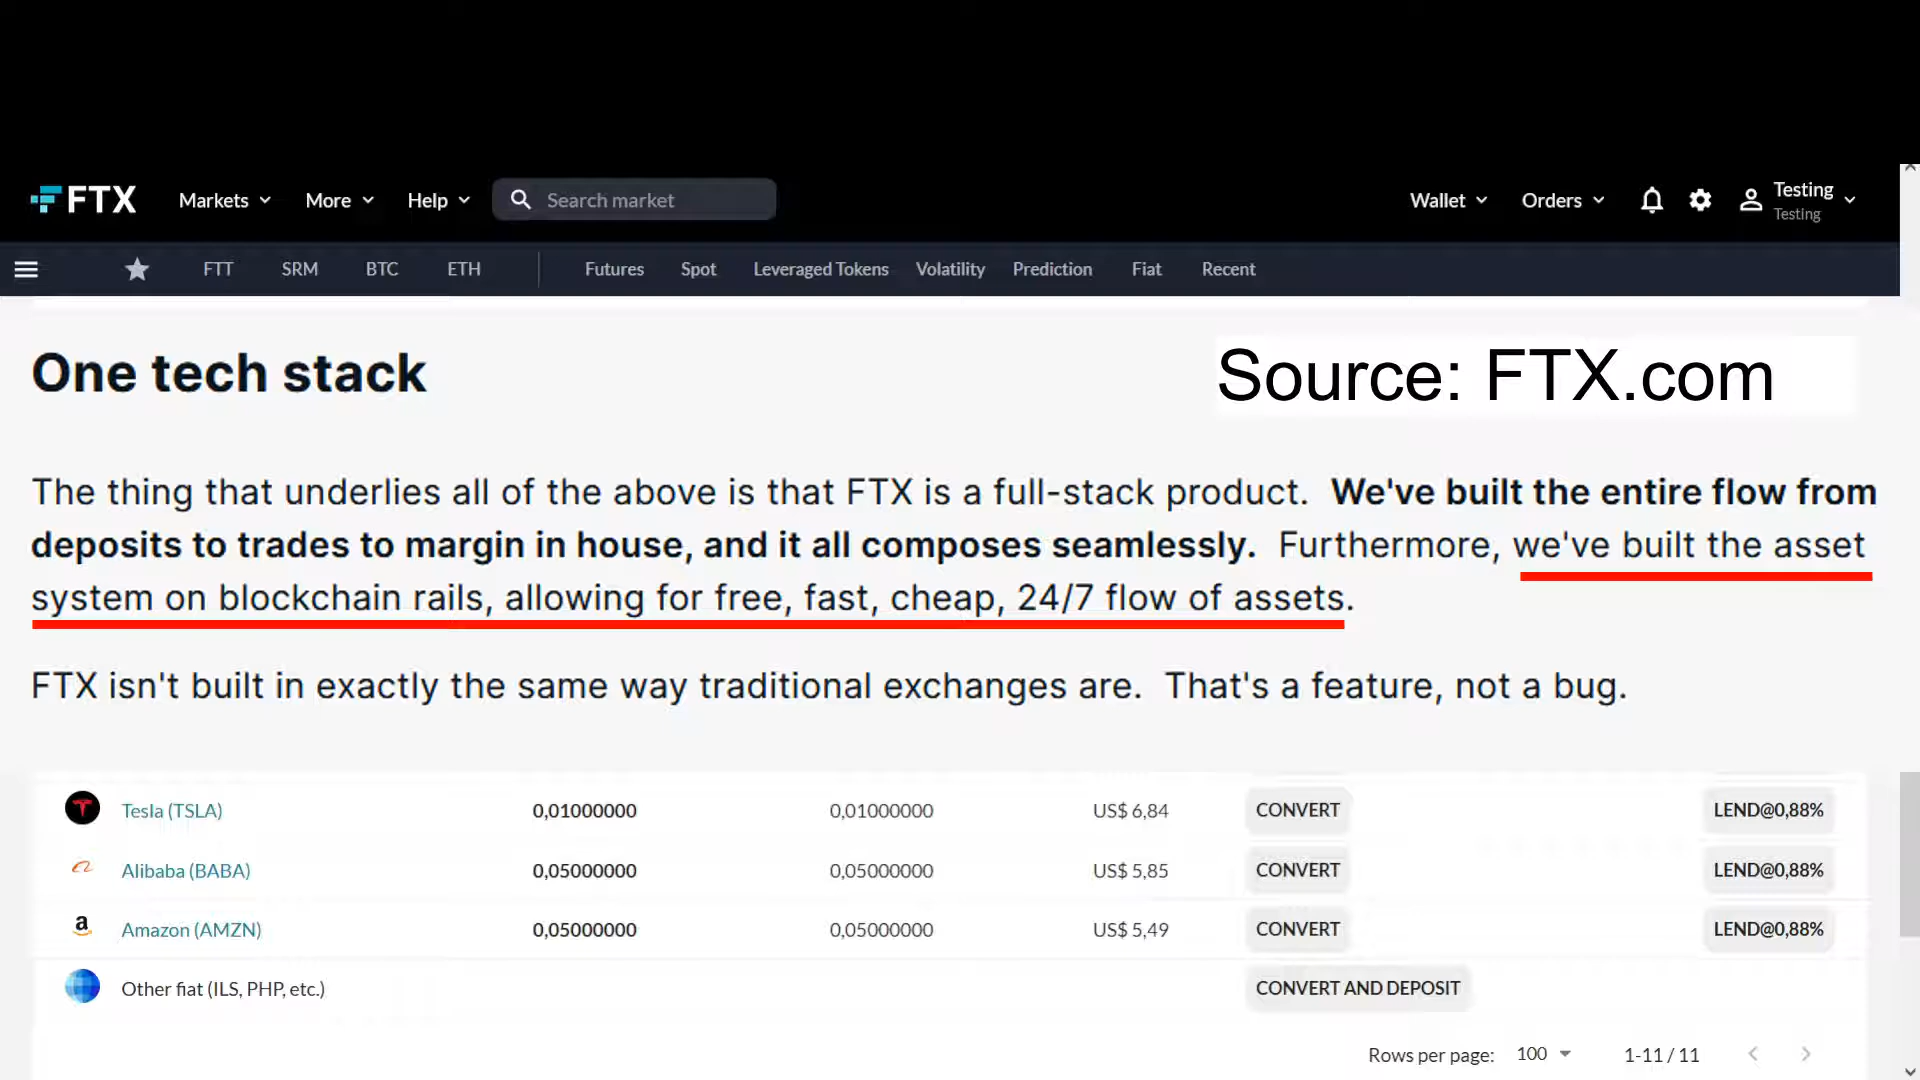 FTX Markets More Help Search market Wallet Orders Testing
Testing
FTT SRM BTC ETH Futures Spot Leveraged Tokens Volatility Prediction Fiat Recent
One tech stack
Source: FTX.com
The thing that underlies all of the above is that FTX is a full-stack product. We've built the entire flow from
deposits to trades to margin in house, and it all composes seamlessly. Furthermore, we've built the asset
system on blockchain rails, allowing for free, fast, cheap, 24/7 flow of assets.
FTX isn't built in exactly the same way traditional exchanges are. That's a feature, not a bug.
Tesla (TSLA) 0,01000000 0,01000000 US$ 6,84 CONVERT LEND@0,88%
Alibaba (BABA) 0,05000000 0,05000000 US$ 5,85 CONVERT LEND@0,88%
a Amazon (AMZN) 0,05000000 0,05000000 US$ 5,49 CONVERT LEND@0,88%
Other fiat (ILS, PHP, etc.) CONVERT AND DEPOSIT
Rows per page: 100 1-11 / 11